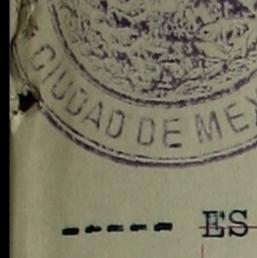 CIUDAD DE MEX
----- ES